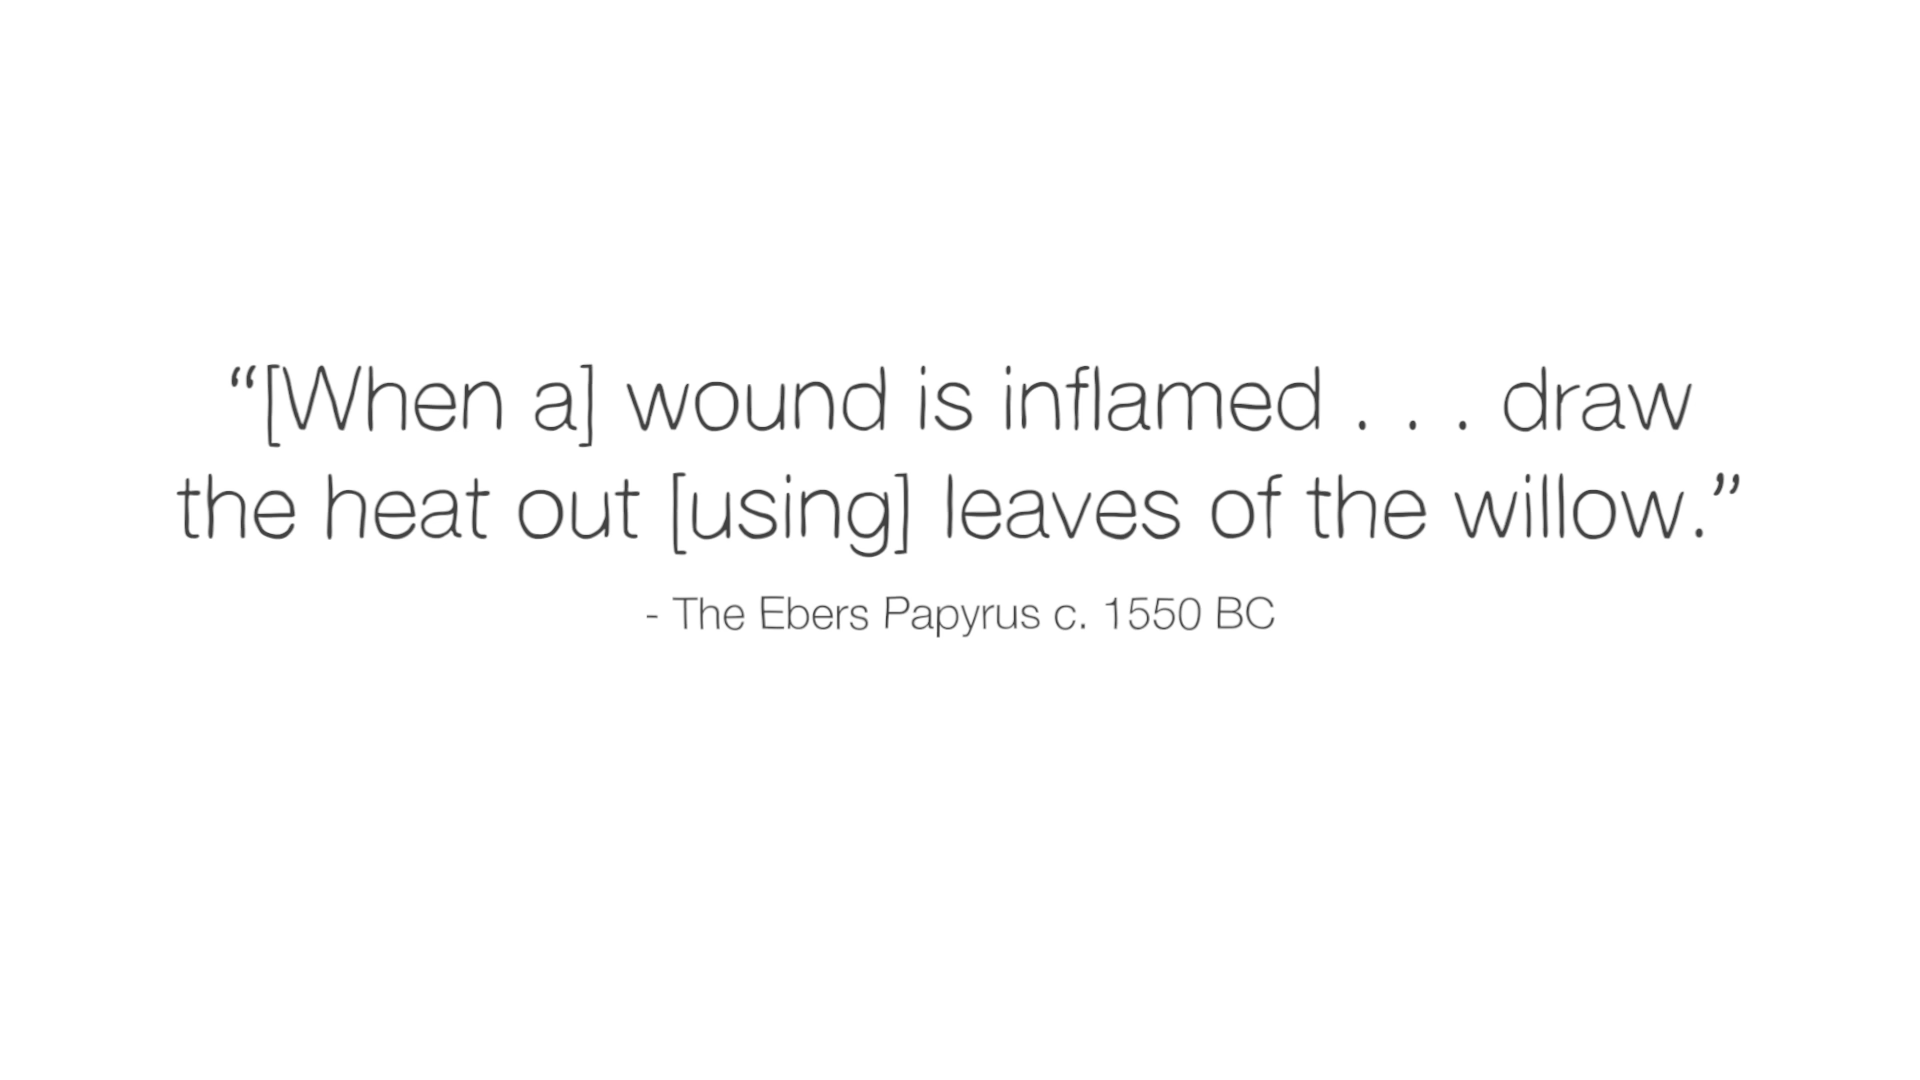 “[When a] wound is inflamed . . . draw
the heat out [using] leaves of the willow.”
- The Ebers Papyrus c. 1550 BC